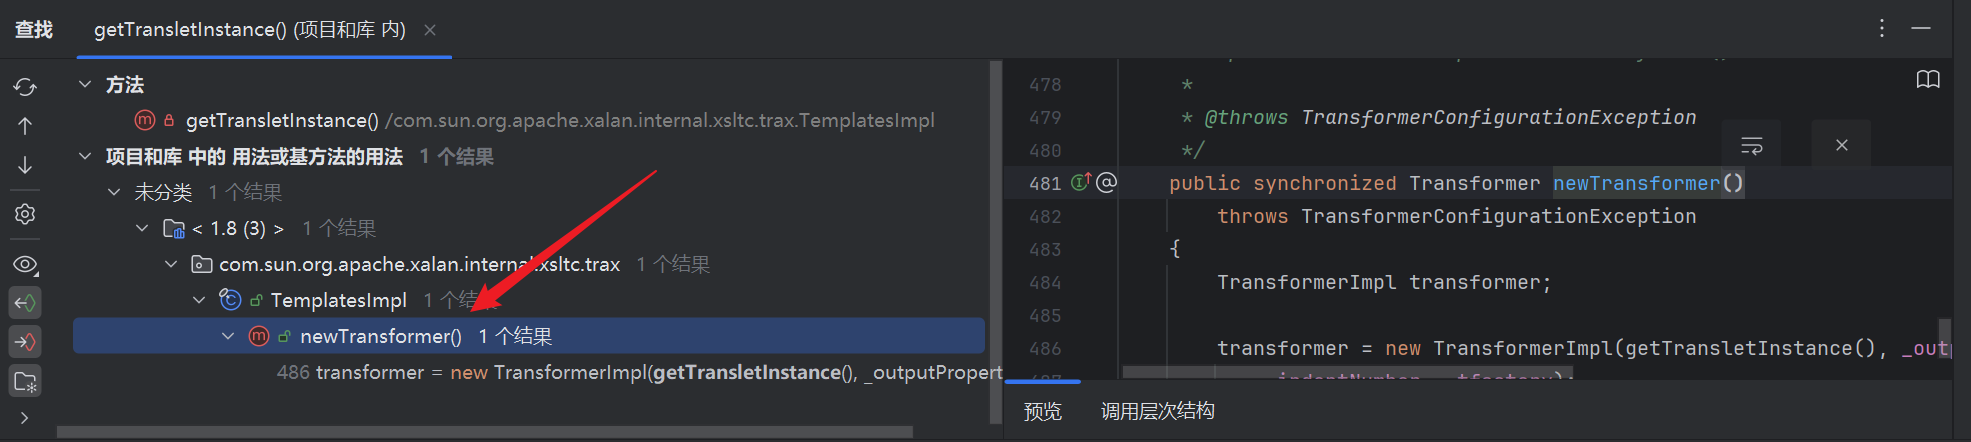 查找
getTransletInstance() (项目和库 内)
方法
getTransletInstance() /com.sun.org.apache.xalan.internal.xsltc.trax.TemplatesImpl
项目和库 中的 用法或基方法的用法 1 个结果
未分类 1 个结果
< 1.8 (3) > 1 个结果
com.sun.org.apache.xalan.internal.xsltc.trax 1 个结果
TemplatesImpl 1 个结果
newTransformer() 1 个结果
486 transformer = new TransformerImpl(getTransletInstance(), _outputPropert
478 *
479 * @throws TransformerConfigurationException
480 */
481 public synchronized Transformer newTransformer()
482 throws TransformerConfigurationException
483 {
484 TransformerImpl transformer;
485
486 transformer = new TransformerImpl(getTransletInstance(), _outp
预览 调用层次结构